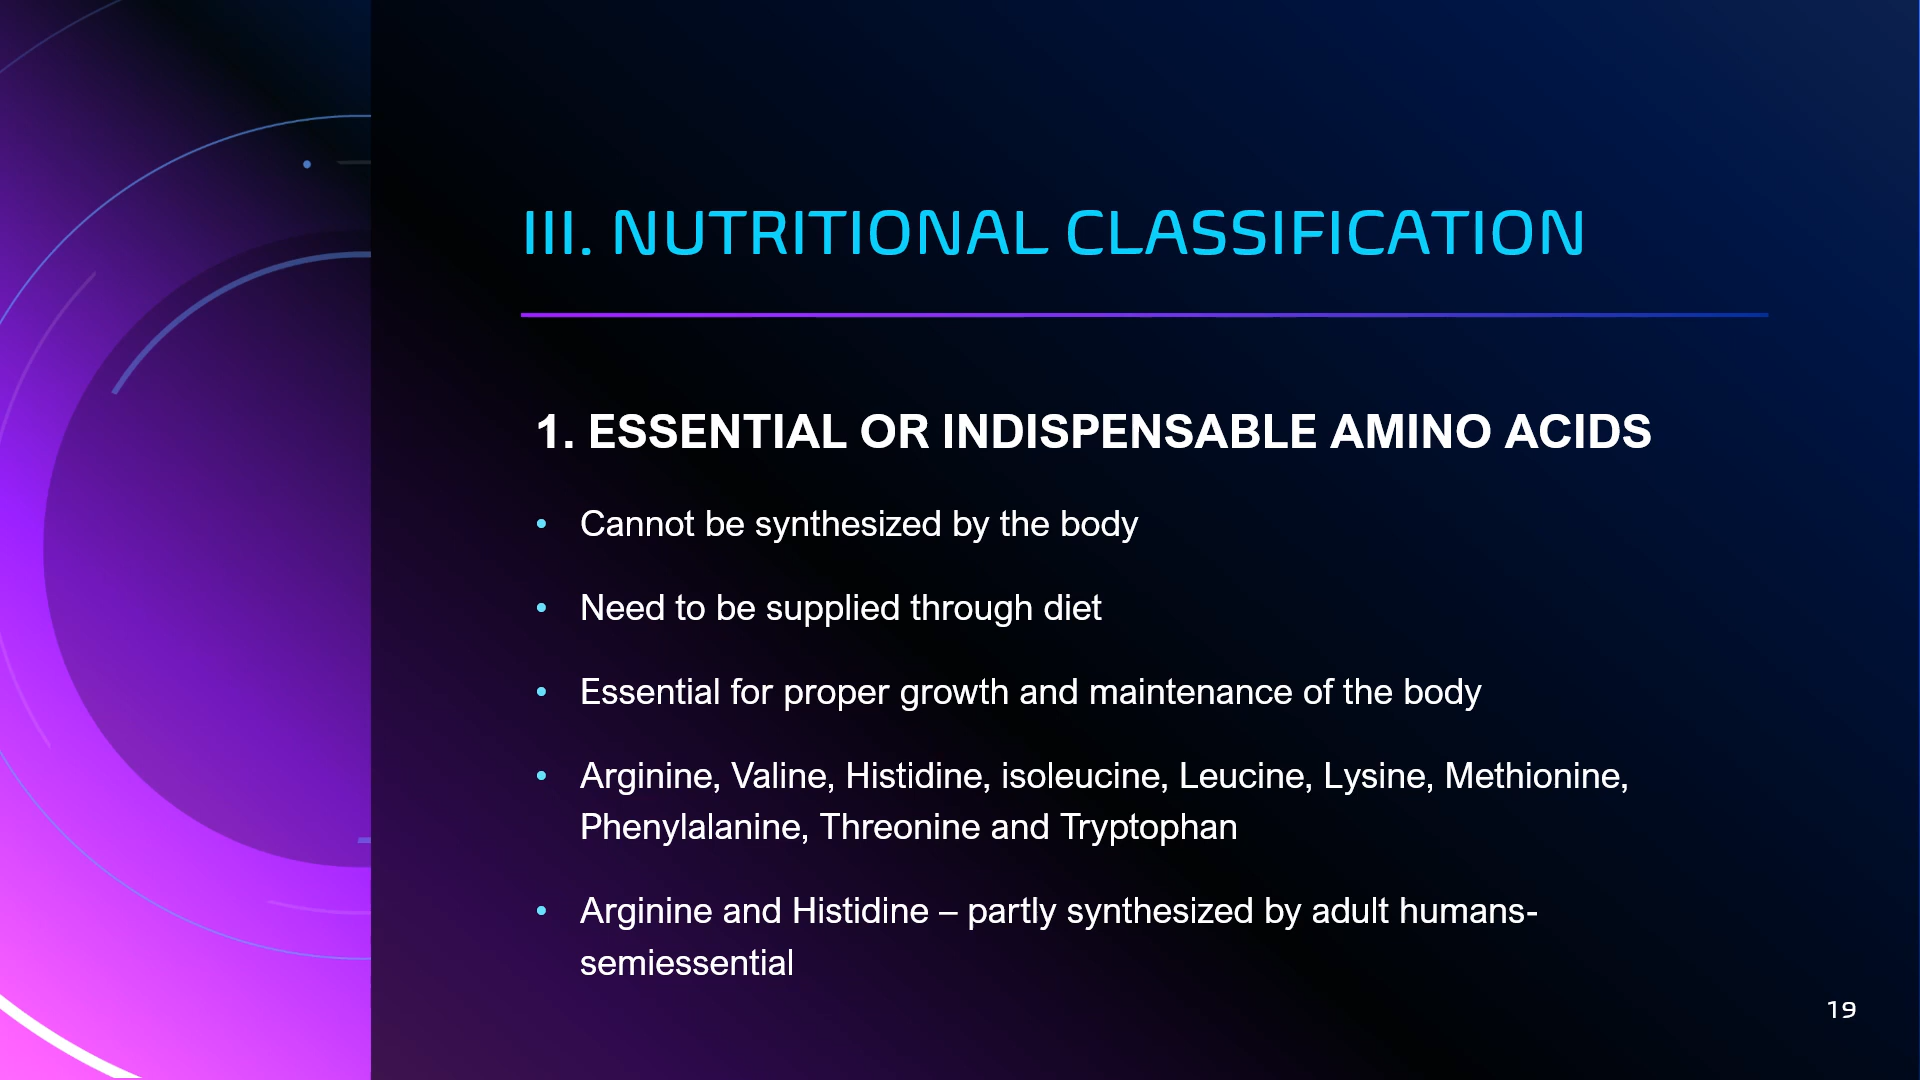 III. NUTRITIONAL CLASSIFICATION
1. ESSENTIAL OR INDISPENSABLE AMINO ACIDS
• Cannot be synthesized by the body
• Need to be supplied through diet
• Essential for proper growth and maintenance of the body
• Arginine, Valine, Histidine, isoleucine, Leucine, Lysine, Methionine,
Phenylalanine, Threonine and Tryptophan
• Arginine and Histidine – partly synthesized by adult humans-
semiessential
19